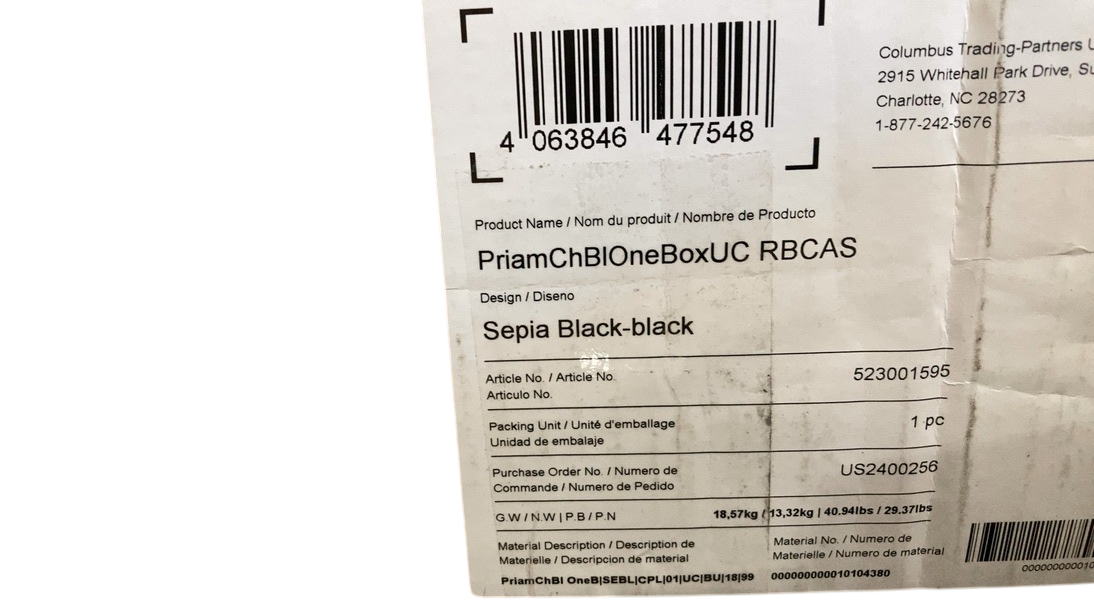 4 063846 477548
Columbus Trading-Partners
2915 Whitehall Park Drive,
Charlotte, NC 28273
1-877-242-5676
Product Name / Nom du produit / Nombre de Producto
PriamChBlOneBoxUC RBCAS
Design / Diseno
Sepia Black-black
Article No. / Article No.
Articulo No.
523001595
Packing Unit / Unité d'emballage
Unidad de embalaje
1 pc
Purchase Order No. / Numero de
Commande / Numero de Pedido
US2400256
G.W / N.W | P.B / P.N
18,57kg / 13,32kg | 40.94lbs / 29.37lbs
Material Description / Description de
Materielle / Descripcion de material
PriamChBl OneB|SEBL|CPL|01|UC|BU|18|99
Material No. / Numero de
Materielle / Numero de material
000000000010104380